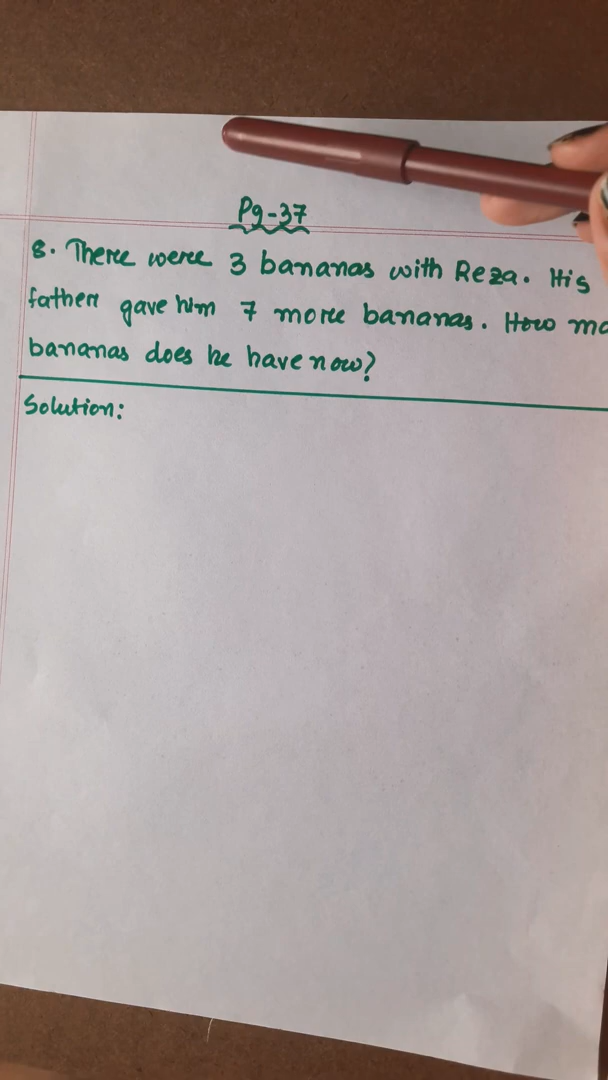 Pg-37
8. There were 3 bananas with Reza. His
father gave him 7 more bananas. How
bananas does he have now?
Solution: